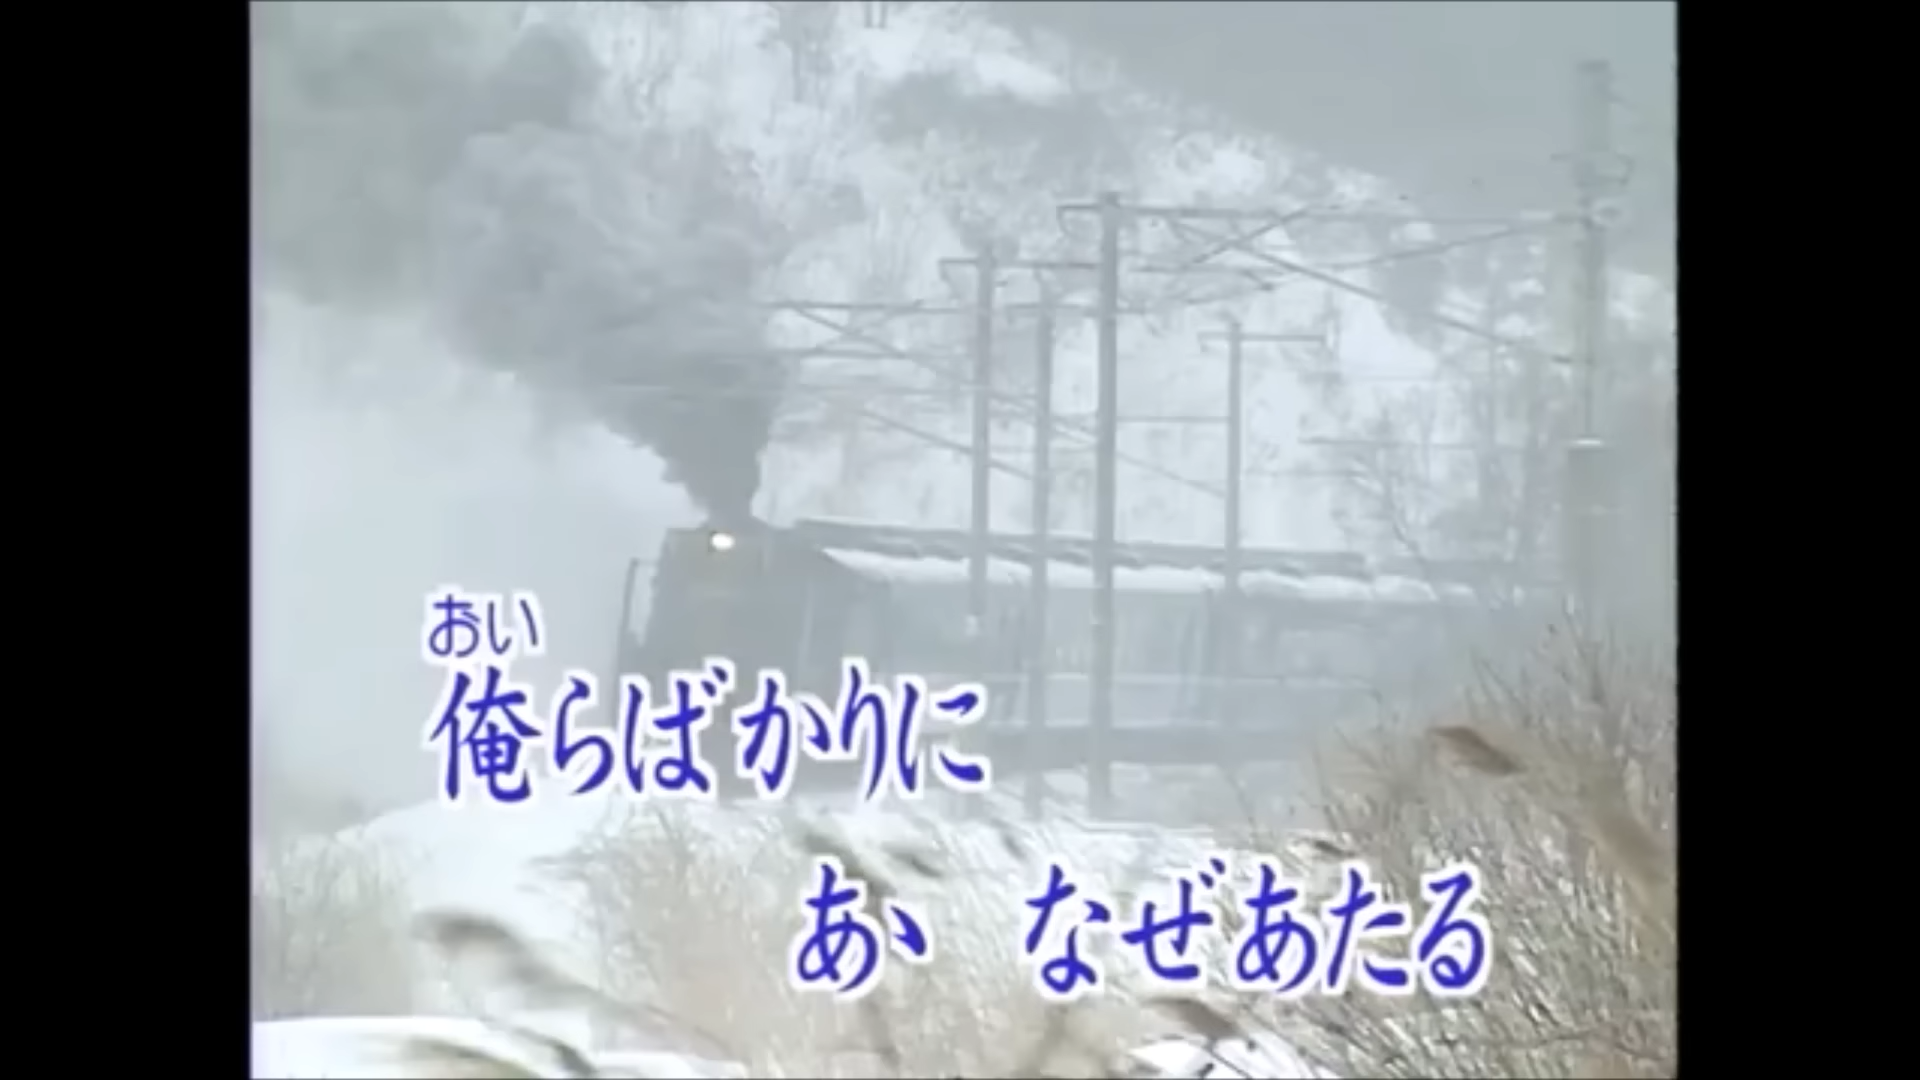 おい
俺らばかりに
あゝ なぜあたる